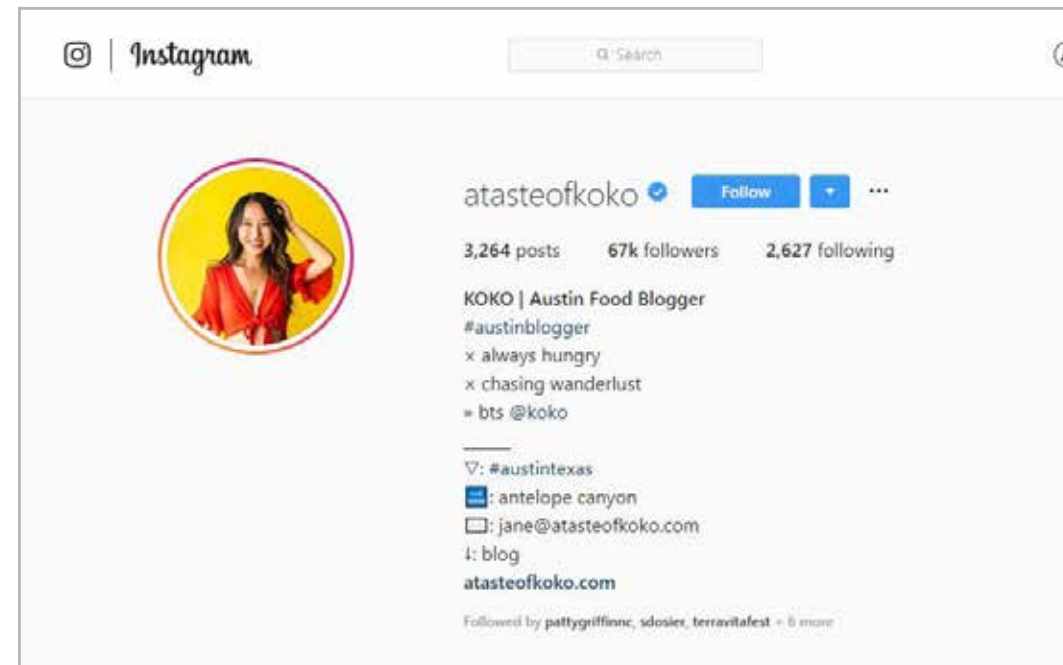 Instagram
Search
atasteofkoko Follow ...
3,264 posts 67k followers 2,627 following
KOKO | Austin Food Blogger
#austinblogger
× always hungry
× chasing wanderlust
» bts @koko
▽: #austintexas
: antelope canyon
: jane@atasteofkoko.com
↓: blog
atasteofkoko.com
Followed by pattygriffinnc, sdosier, terravitafest + 6 more